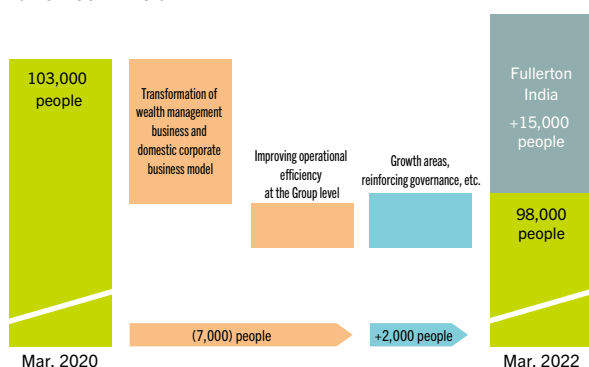 103,000
people
Transformation of
wealth management
business and
domestic corporate
business model
Improving operational
efficiency
at the Group level
Growth areas,
reinforcing governance, etc.
Fullerton
India
+15,000
people
98,000
people
(7,000) people
+2,000 people
Mar. 2020
Mar. 2022